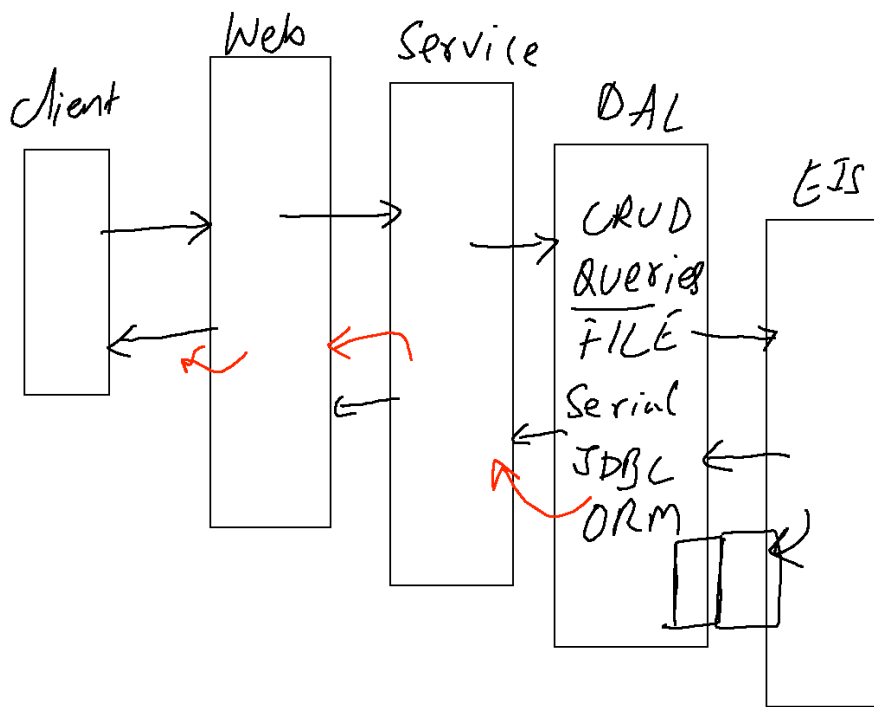 Client
Web
Service
DAL
EIS
CRUD
Queries
FILE
Serial
JDBC
ORM